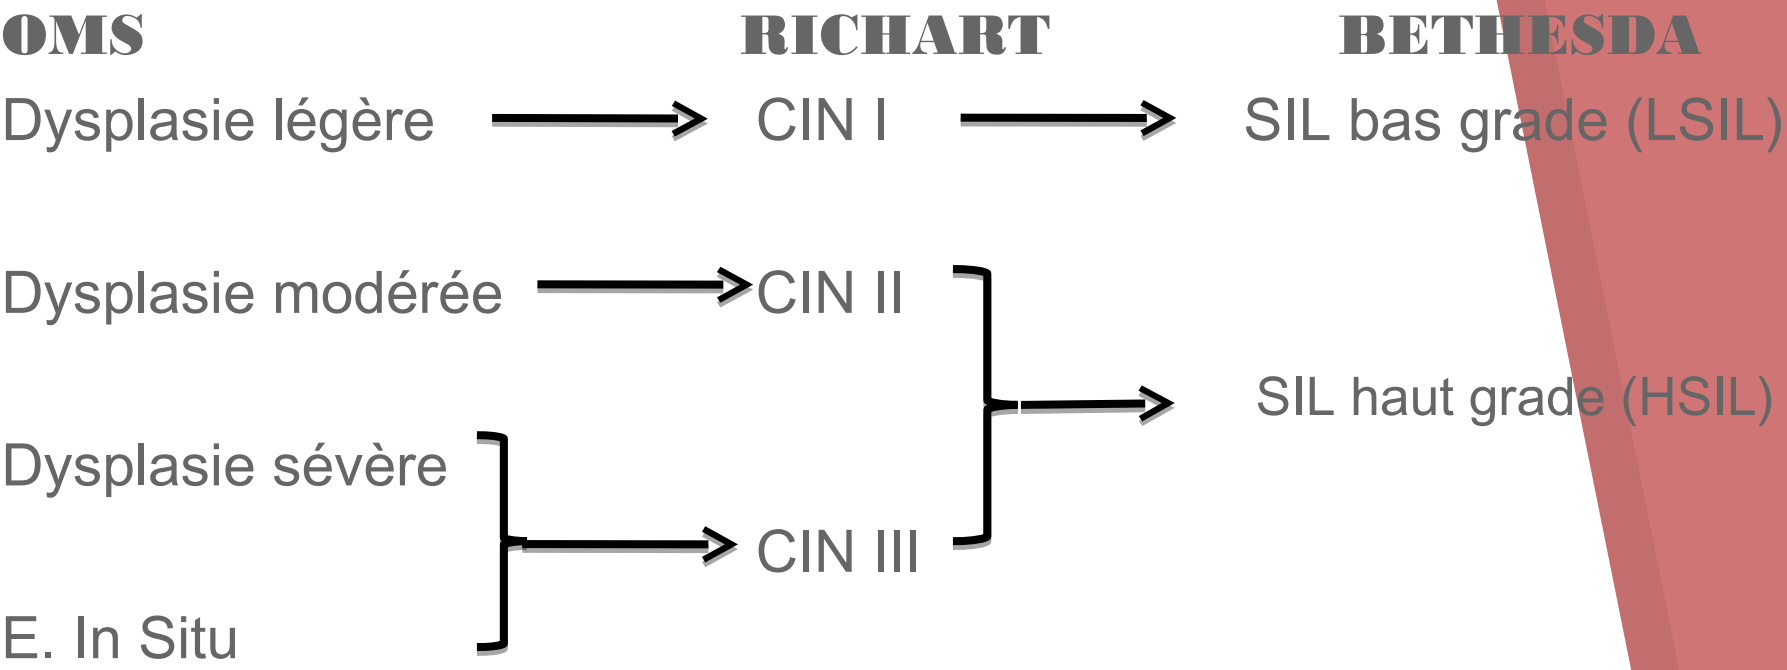 OMS RICHART BETHESDA
Dysplasie légère CIN I SIL bas grade (LSIL)
Dysplasie modérée CIN II
SIL haut grade (HSIL)
Dysplasie sévère
CIN III
E. In Situ